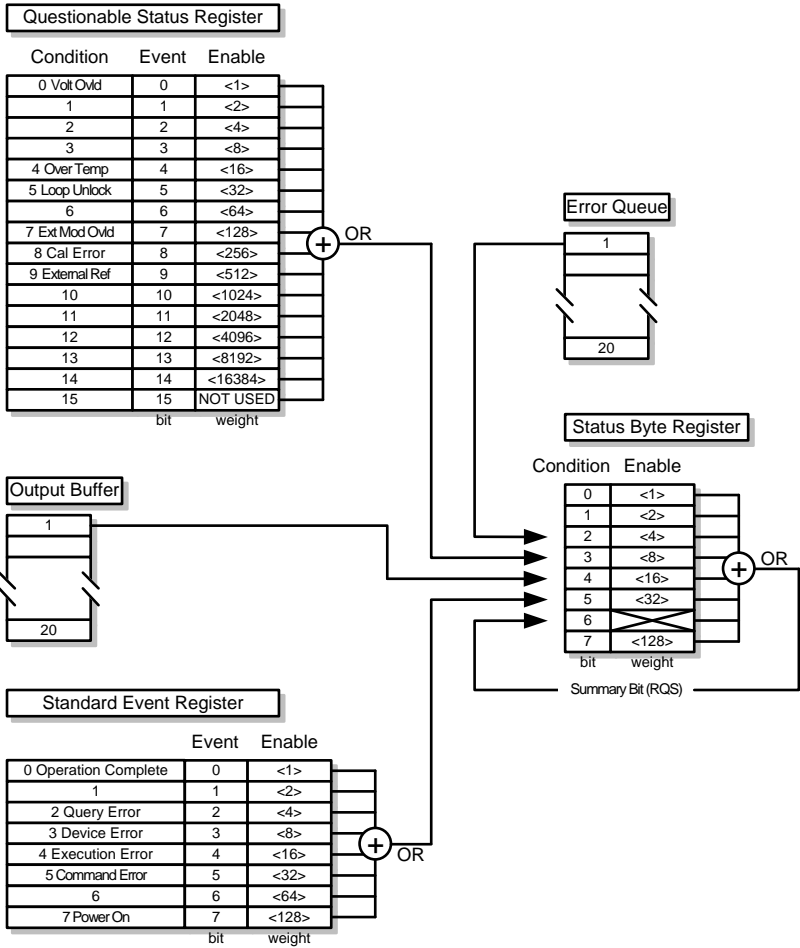 Questionable Status Register
Condition Event Enable
0 Volt Ovld 0 <1>
1 1 <2>
2 2 <4>
3 3 <8>
4 Over Temp 4 <16>
5 Loop Unlock 5 <32>
6 6 <64>
7 Ext Mod Ovld 7 <128>
8 Cal Error 8 <256>
9 External Ref 9 <512>
10 10 <1024>
11 11 <2048>
12 12 <4096>
13 13 <8192>
14 14 <16384>
15 15 NOT USED
bit weight
+ OR
Error Queue
1
20
Output Buffer
1
20
Status Byte Register
Condition Enable
0 <1>
1 <2>
2 <4>
3 <8>
4 <16>
5 <32>
6
7 <128>
bit weight
+ OR
Summary Bit (RQS)
Standard Event Register
Event Enable
0 Operation Complete 0 <1>
1 1 <2>
2 Query Error 2 <4>
3 Device Error 3 <8>
4 Execution Error 4 <16>
5 Command Error 5 <32>
6 6 <64>
7 Power On 7 <128>
bit weight
+ OR